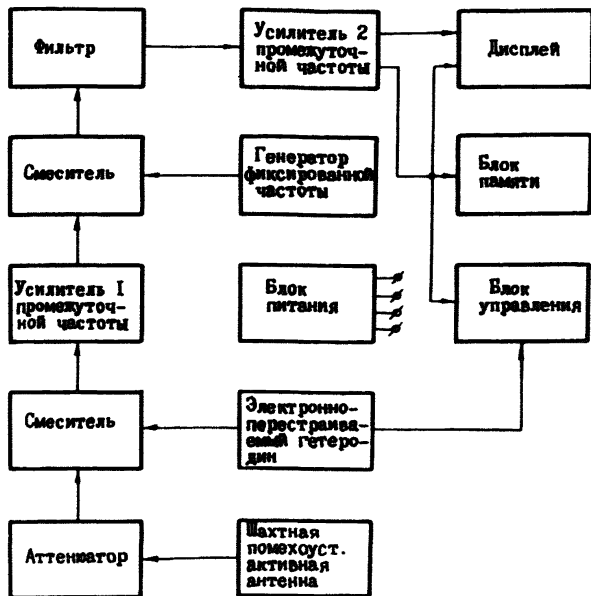 Фильтр
Усилитель 2
промежуточ-
ной частоты
Дисплей
Смеситель
Генератор
фиксированной
частоты
Блок
памяти
Усилитель I
промежуточ-
ной частоты
Блок
питания
Блок
управления
Смеситель
Электронно-
перестраива-
емый гетеро-
дин
Аттенюатор
Шахтная
помехоуст.
активная
антенна